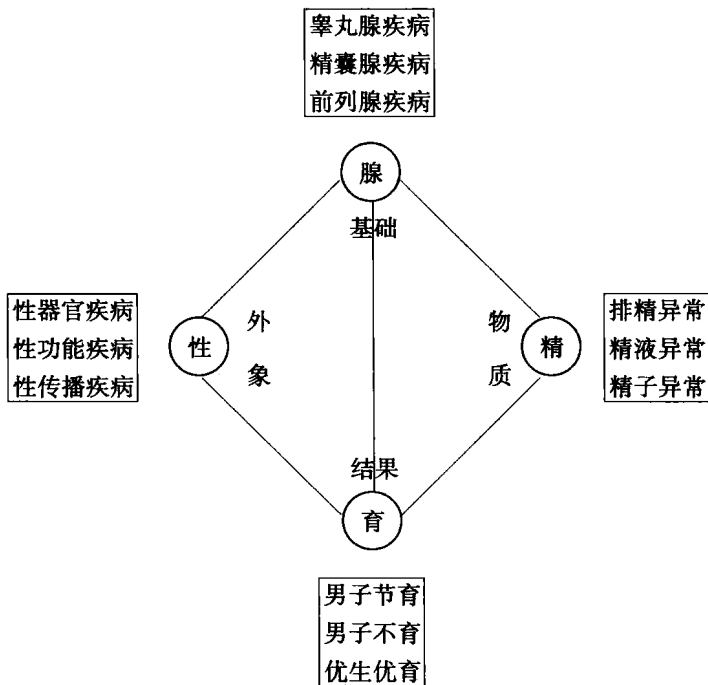 睾丸腺疾病
精囊腺疾病
前列腺疾病
腺
基础
性器官疾病
性功能疾病
性传播疾病
性
外
象
物
质
精
排精异常
精液异常
精子异常
结果
育
男子节育
男子不育
优生优育